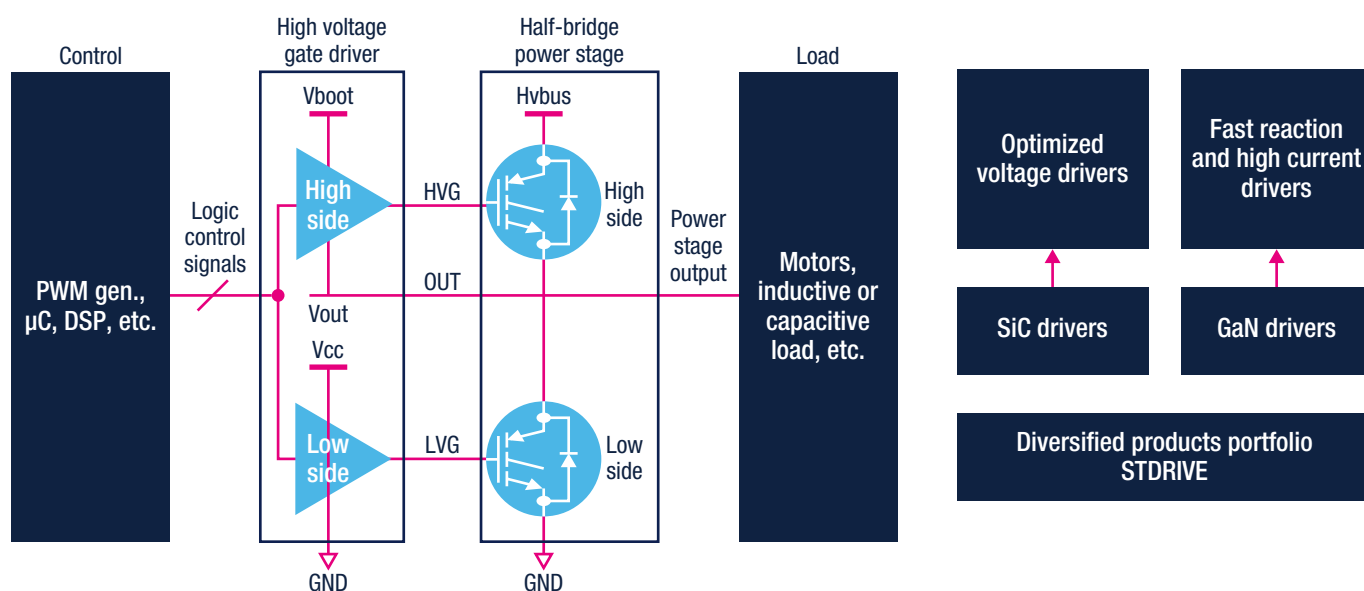 Control
High voltage
gate driver
Half-bridge
power stage
Load
PWM gen.,
µC, DSP, etc.
Logic
control
signals
Vboot
High
side
HVG
OUT
Vout
Vcc
Low
side
LVG
GND
Hvbus
High
side
Low
side
GND
Power
stage
output
Motors,
inductive or
capacitive
load, etc.
Optimized
voltage drivers
Fast reaction
and high current
drivers
SiC drivers
GaN drivers
Diversified products portfolio
STDRIVE